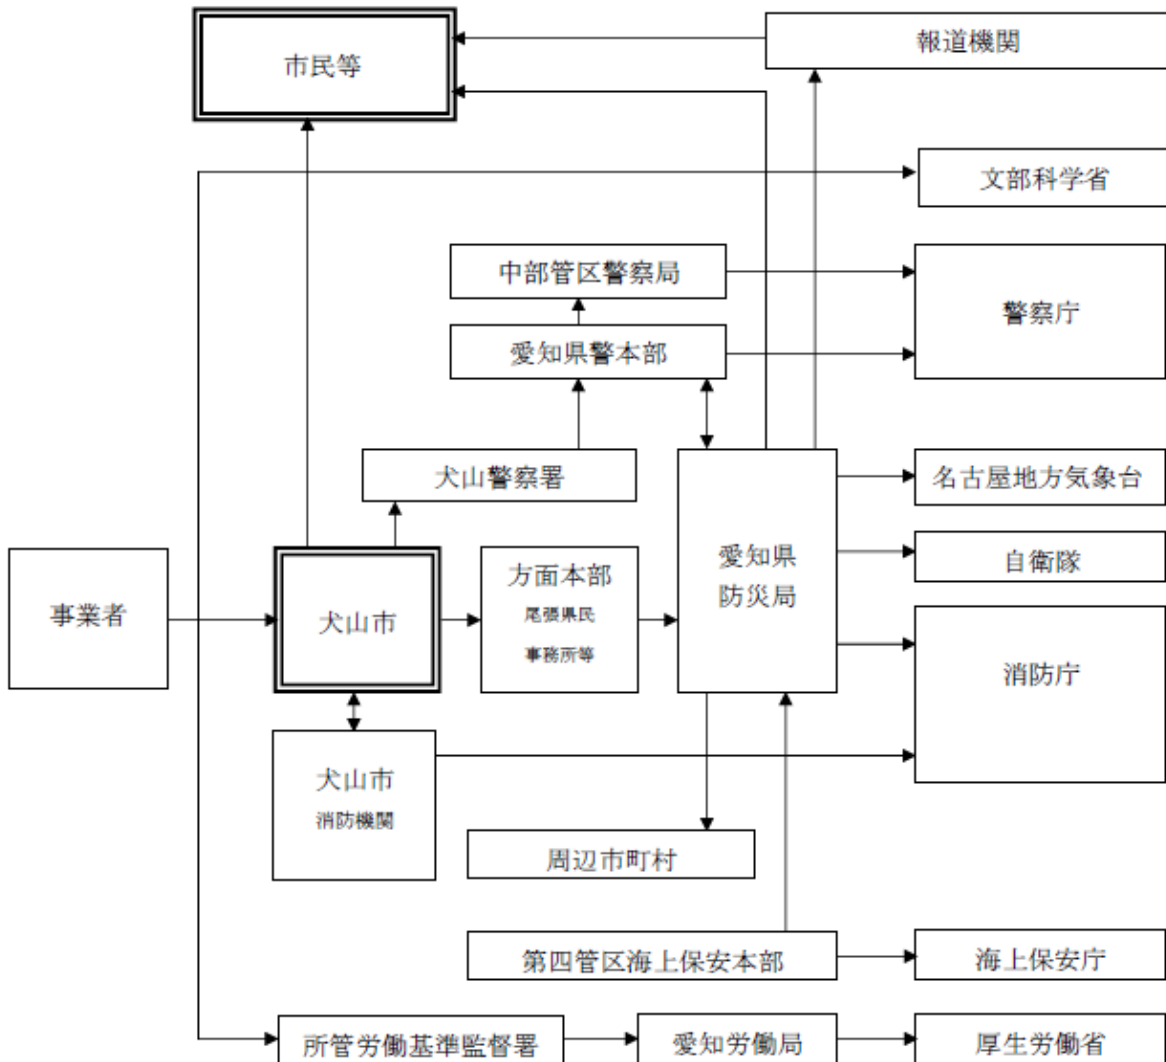 市民等
報道機関
文部科学省
中部管区警察局
警察庁
愛知県警本部
犬山警察署
名古屋地方気象台
愛知県
防災局
自衛隊
事業者
犬山市
方面本部
尾張県民
事務所等
消防庁
犬山市
消防機関
周辺市町村
第四管区海上保安本部
海上保安庁
所管労働基準監督署
愛知労働局
厚生労働省